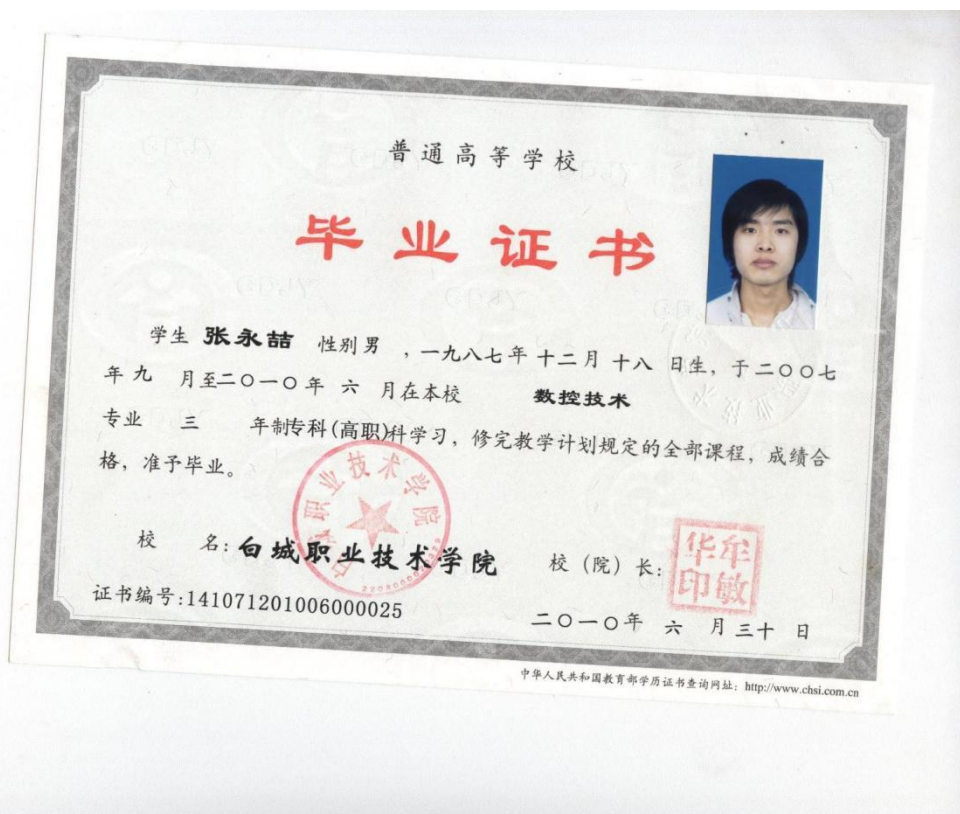 普通高等学校
毕业证书
学生 张永喆 性别 男 ,一九八七年 十二月 十八 日生,于二〇〇七
年 九 月至二〇一〇年 六 月在本校 数控技术
专业 三 年制专科(高职)科学习,修完教学计划规定的全部课程,成绩合
格,准予毕业。
校 名:白城职业技术学院 校(院)长:
华牟
印敏
证书编号:141071201006000025
二〇一〇年 六 月三十 日
中华人民共和国教育部学历证书查询网址:http://www.chsi.com.cn